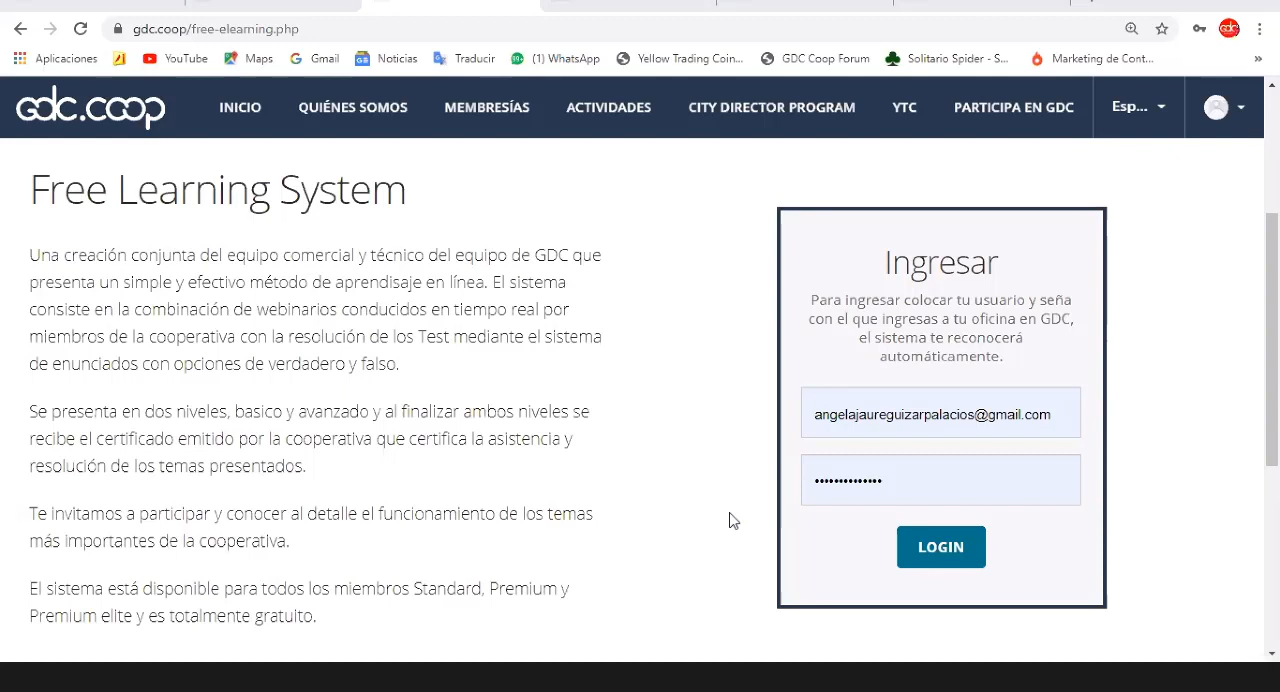 gdc.coop/free-elearning.php
Aplicaciones YouTube Maps Gmail Noticias Traducir (1) WhatsApp Yellow Trading Coin... GDC Coop Forum Solitario Spider - S... Marketing de Cont... »
gdc.coop INICIO QUIÉNES SOMOS MEMBRESÍAS ACTIVIDADES CITY DIRECTOR PROGRAM YTC PARTICIPA EN GDC Esp...
Free Learning System
Una creación conjunta del equipo comercial y técnico del equipo de GDC que
presenta un simple y efectivo método de aprendisaje en línea. El sistema
consiste en la combinación de webinarios conducidos en tiempo real por
miembros de la cooperativa con la resolución de los Test mediante el sistema
de enunciados con opciones de verdadero y falso.
Se presenta en dos niveles, basico y avanzado y al finalizar ambos niveles se
recibe el certificado emitido por la cooperativa que certifica la asistencia y
resolución de los temas presentados.
Te invitamos a participar y conocer al detalle el funcionamiento de los temas
más importantes de la cooperativa.
El sistema está disponible para todos los miembros Standard, Premium y
Premium elite y es totalmente gratuito.
Ingresar
Para ingresar colocar tu usuario y seña
con el que ingresas a tu oficina en GDC,
el sistema te reconocerá
automáticamente.
angelajaureguizarpalacios@gmail.com
••••••••••••••
LOGIN